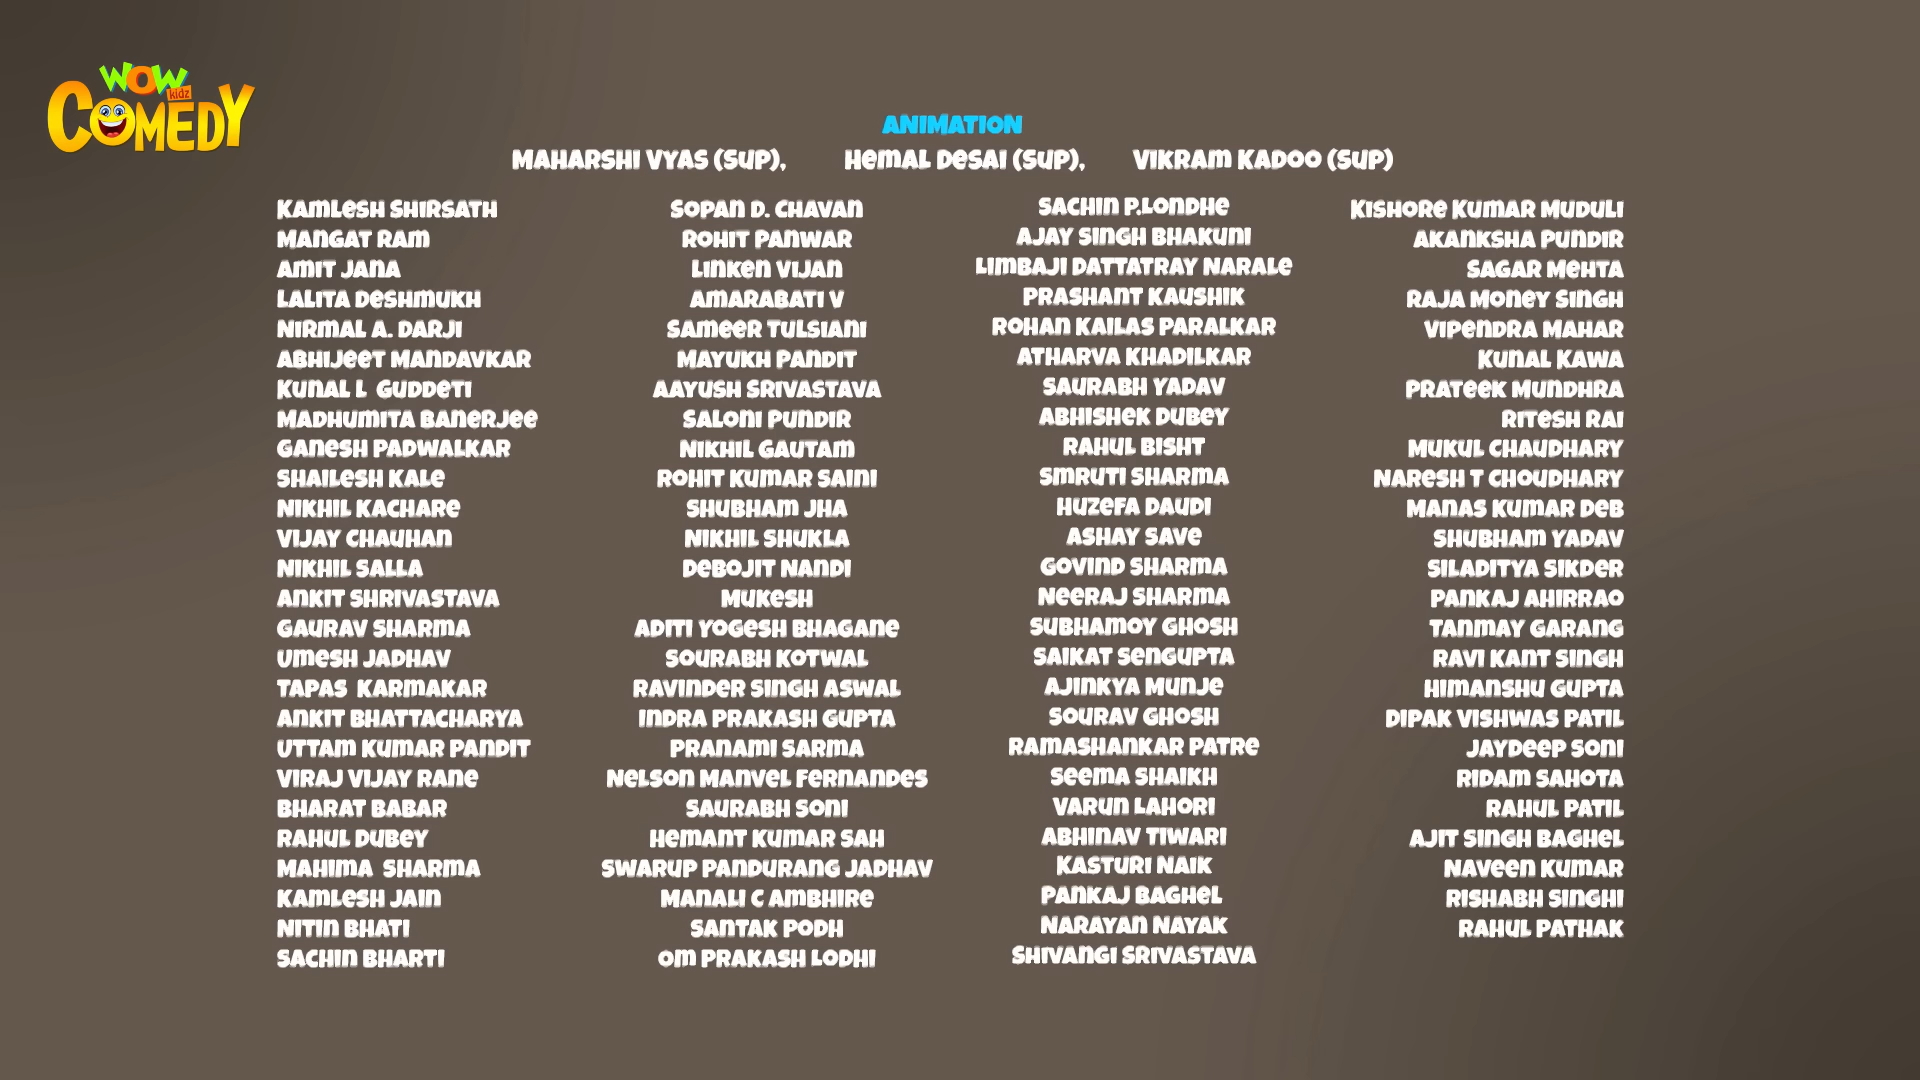 WOW
kidz
COMEDY
ANIMATION
MAHARSHI VYAS (SUP), HEMAL DESAI (SUP), VIKRAM KADOO (SUP)
KAMLESH SHIRSATH
MANGAT RAM
AMIT JANA
LALITA DESHMUKH
NIRMAL A. DARJI
ABHIJEET MANDAVKAR
KUNAL L GUDDETI
MADHUMITA BANERJEE
GANESH PADWALKAR
SHAILESH KALE
NIKHIL KACHARE
VIJAY CHAUHAN
NIKHIL SALLA
ANKIT SHRIVASTAVA
GAURAV SHARMA
UMESH JADHAV
TAPAS KARMAKAR
ANKIT BHATTACHARYA
UTTAM KUMAR PANDIT
VIRAJ VIJAY RANE
BHARAT BABAR
RAHUL DUBEY
MAHIMA SHARMA
KAMLESH JAIN
NITIN BHATI
SACHIN BHARTI
SOPAN D. CHAVAN
ROHIT PANWAR
LINKEN VIJAN
AMARABATI V
SAMEER TULSIANI
MAYUKH PANDIT
AAYUSH SRIVASTAVA
SALONI PUNDIR
NIKHIL GAUTAM
ROHIT KUMAR SAINI
SHUBHAM JHA
NIKHIL SHUKLA
DEBOJIT NANDI
MUKESH
ADITI YOGESH BHAGANE
SOURABH KOTWAL
RAVINDER SINGH ASWAL
INDRA PRAKASH GUPTA
PRANAMI SARMA
NELSON MANVEL FERNANDES
SAURABH SONI
HEMANT KUMAR SAH
SWARUP PANDURANG JADHAV
MANALI C AMBHIRE
SANTAK PODH
OM PRAKASH LODHI
SACHIN P.LONDHE
AJAY SINGH BHAKUNI
LIMBAJI DATTATRAY NARALE
PRASHANT KAUSHIK
ROHAN KAILAS PARALKAR
ATHARVA KHADILKAR
SAURABH YADAV
ABHISHEK DUBEY
RAHUL BISHT
SMRUTI SHARMA
HUZEFA DAUDI
ASHAY SAVE
GOVIND SHARMA
NEERAJ SHARMA
SUBHAMOY GHOSH
SAIKAT SENGUPTA
AJINKYA MUNJE
SOURAV GHOSH
RAMASHANKAR PATRE
SEEMA SHAIKH
VARUN LAHORI
ABHINAV TIWARI
KASTURI NAIK
PANKAJ BAGHEL
NARAYAN NAYAK
SHIVANGI SRIVASTAVA
KISHORE KUMAR MUDULI
AKANKSHA PUNDIR
SAGAR MEHTA
RAJA MONEY SINGH
VIPENDRA MAHAR
KUNAL KAWA
PRATEEK MUNDHRA
RITESH RAI
MUKUL CHAUDHARY
NARESH T CHOUDHARY
MANAS KUMAR DEB
SHUBHAM YADAV
SILADITYA SIKDER
PANKAJ AHIRRAO
TANMAY GARANG
RAVI KANT SINGH
HIMANSHU GUPTA
DIPAK VISHWAS PATIL
JAYDEEP SONI
RIDAM SAHOTA
RAHUL PATIL
AJIT SINGH BAGHEL
NAVEEN KUMAR
RISHABH SINGHI
RAHUL PATHAK